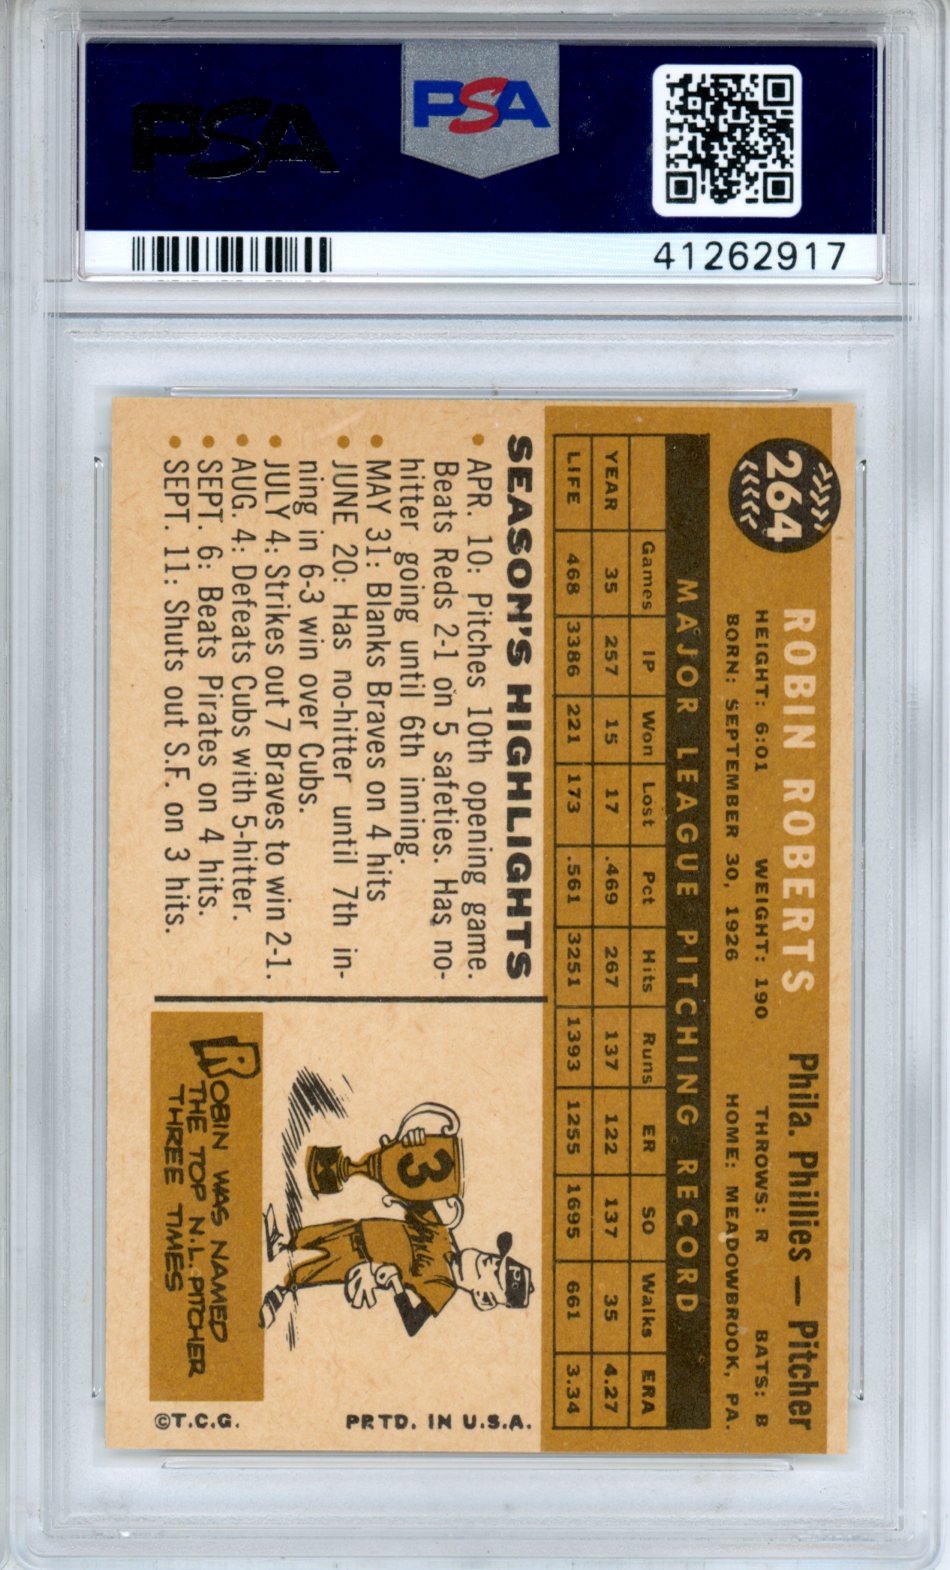 PSA
PSA
41262917
264
ROBIN ROBERTS
Phila. Phillies — Pitcher
HEIGHT: 6:01 WEIGHT: 190 THROWS: R BATS: B
BORN: SEPTEMBER 30, 1926 HOME: MEADOWBROOK, PA.
MAJOR LEAGUE PITCHING RECORD
Games IP Won Lost Pct Hits Runs ER SO Walks ERA
YEAR 35 257 15 17 .469 267 137 122 137 35 4.27
LIFE 468 3386 221 173 .561 3251 1393 1255 1695 661 3.34
SEASON'S HIGHLIGHTS
• APR. 10: Pitches 10th opening game.
Beats Reds 2-1 on 5 safeties. Has no-
hitter going until 6th inning.
• MAY 31: Blanks Braves on 4 hits
• JUNE 20: Has no-hitter until 7th in-
ning in 6-3 win over Cubs.
• JULY 4: Strikes out 7 Braves to win 2-1.
• AUG. 4: Defeats Cubs with 5-hitter.
• SEPT. 6: Beats Pirates on 4 hits.
• SEPT. 11: Shuts out S.F. on 3 hits.
3
ROBIN WAS NAMED
THE TOP N.L. PITCHER
THREE TIMES
©T.C.G. PRTD. IN U.S.A.